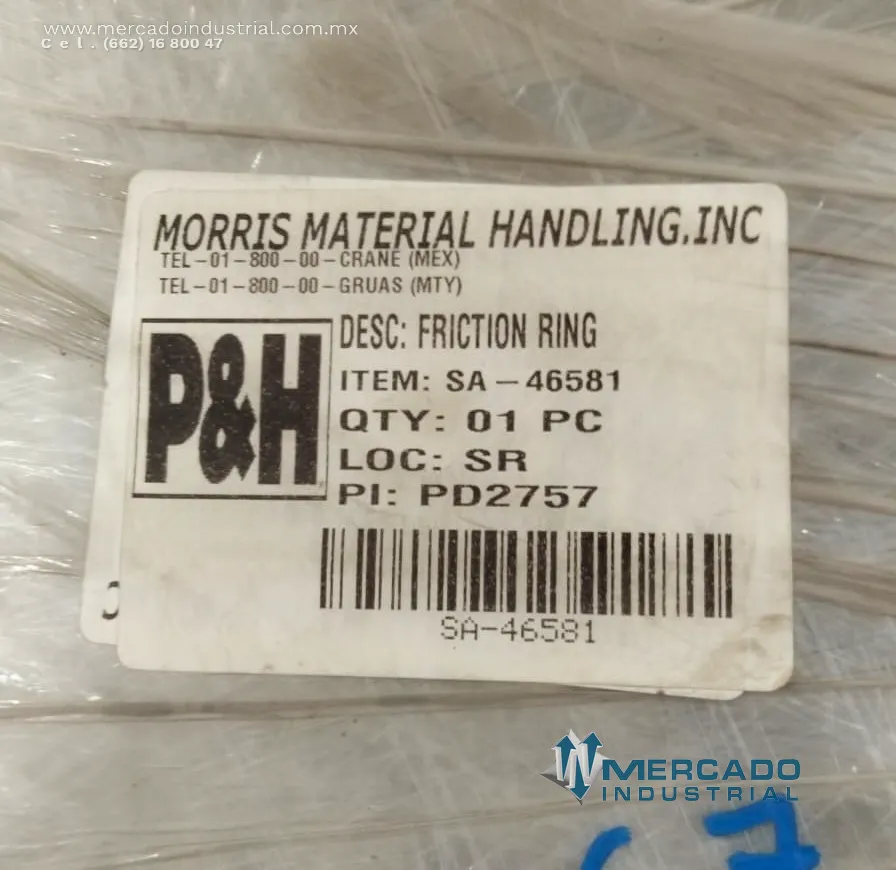 www.mercadoindustrial.com.mx
Cel. (662) 16 800 47
MORRIS MATERIAL HANDLING.INC
TEL-01-800-00-CRANE (MEX)
TEL-01-800-00-GRUAS (MTY)
P&H
DESC: FRICTION RING
ITEM: SA-46581
QTY: 01 PC
LOC: SR
PI: PD2757
SA-46581
MERCADO
INDUSTRIAL